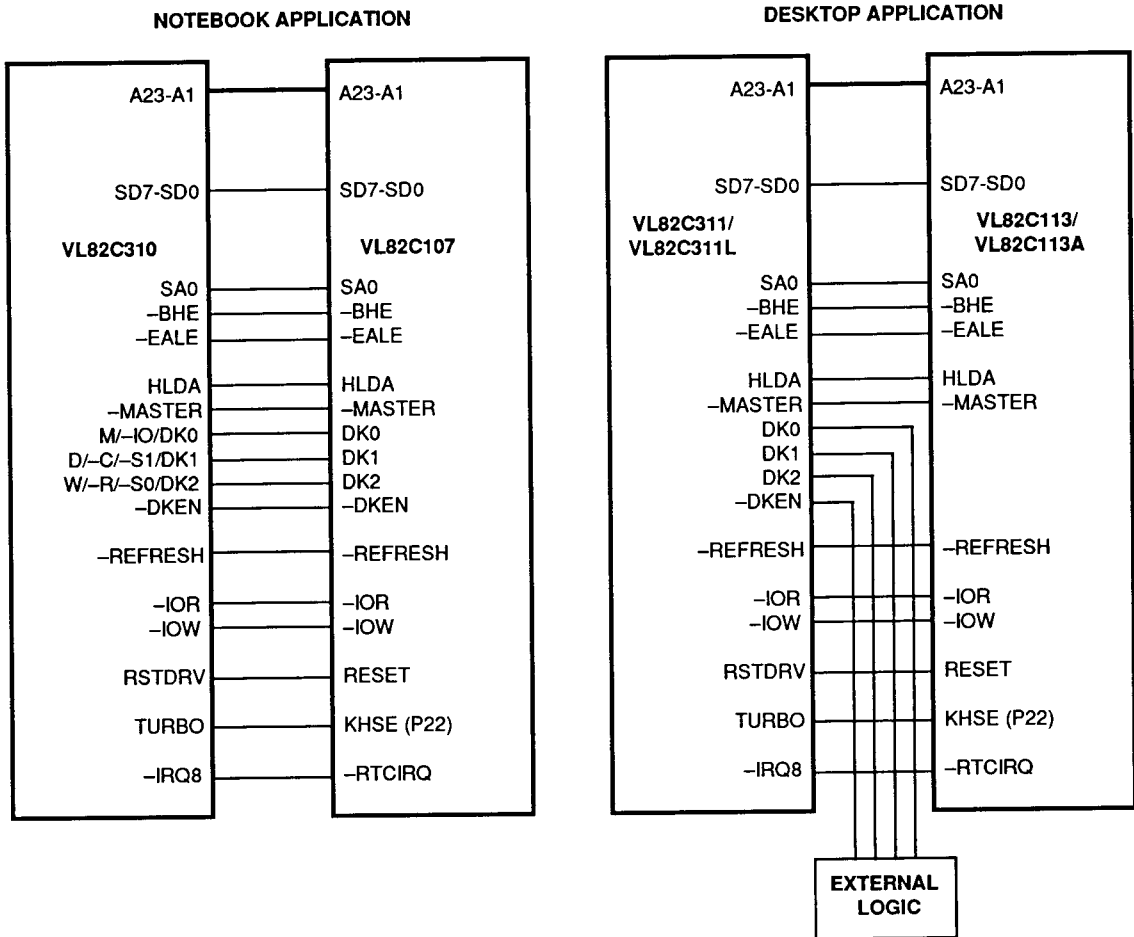 NOTEBOOK APPLICATION
A23-A1 A23-A1
SD7-SD0 SD7-SD0
VL82C310 VL82C107
SA0 SA0
–BHE –BHE
–EALE –EALE
HLDA HLDA
–MASTER –MASTER
M/–IO/DK0 DK0
D/–C/–S1/DK1 DK1
W/–R/–S0/DK2 DK2
–DKEN –DKEN
–REFRESH –REFRESH
–IOR –IOR
–IOW –IOW
RSTDRV RESET
TURBO KHSE (P22)
–IRQ8 –RTCIRQ
DESKTOP APPLICATION
A23-A1 A23-A1
SD7-SD0 SD7-SD0
VL82C311/ VL82C113/
VL82C311L VL82C113A
SA0 SA0
–BHE –BHE
–EALE –EALE
HLDA HLDA
–MASTER –MASTER
DK0
DK1
DK2
–DKEN
–REFRESH –REFRESH
–IOR –IOR
–IOW –IOW
RSTDRV RESET
TURBO KHSE (P22)
–IRQ8 –RTCIRQ
EXTERNAL
LOGIC